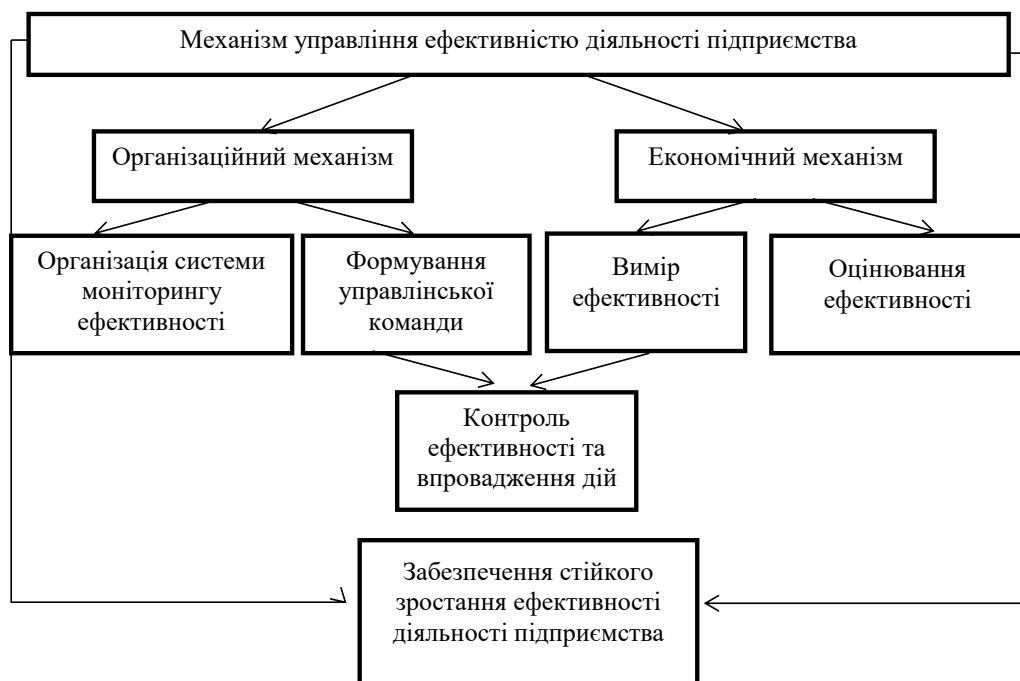 Механізм управління ефективністю діяльності підприємства
Організаційний механізм
Економічний механізм
Організація системи
моніторингу
ефективності
Формування
управлінської
команди
Вимір
ефективності
Оцінювання
ефективності
Контроль
ефективності та
впровадження дій
Забезпечення стійкого
зростання ефективності
діяльності підприємства